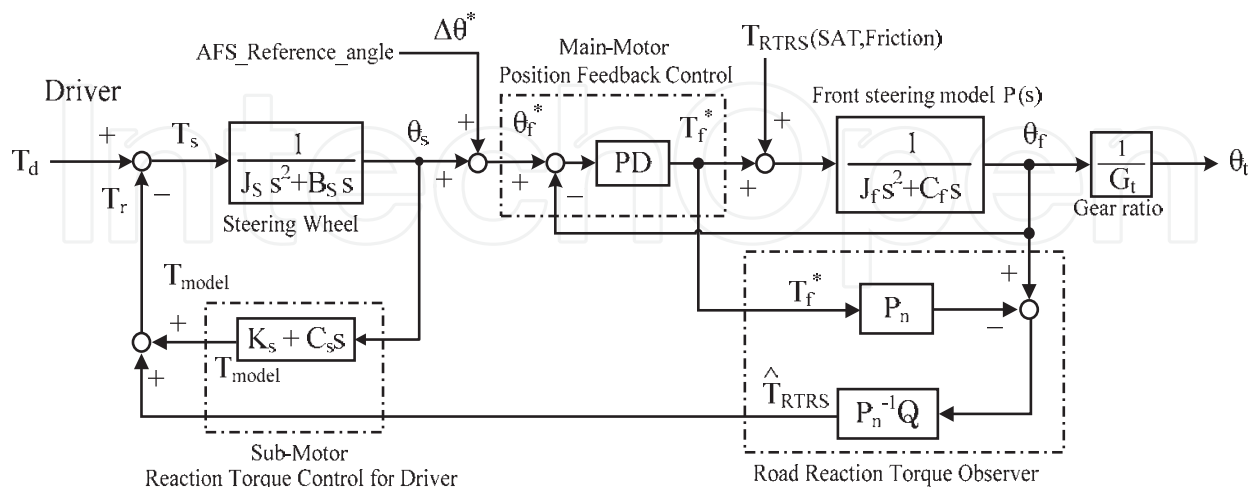 Δθ*
AFS_Reference_angle
Main-Motor
Position Feedback Control
T_RTRS(SAT,Friction)
Driver
Front steering model P(s)
+
T_s
θ_s
+
θ_f*
T_f*
+
θ_f
T_d
1
J_S s²+B_S s
+
+
PD
+
1
J_f s²+C_f s
1
G_t
θ_t
T_r
−
Steering Wheel
−
Gear ratio
T_model
+
T_f*
P_n
−
+
K_s + C_s s
T_model
+
T̂_RTRS
P_n⁻¹Q
Sub-Motor
Reaction Torque Control for Driver
Road Reaction Torque Observer
IntechOpen